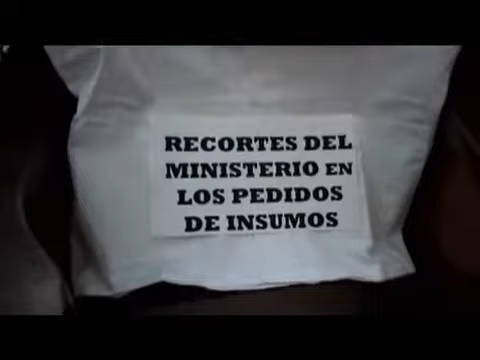 RECORTES DEL
MINISTERIO EN
LOS PEDIDOS
DE INSUMOS